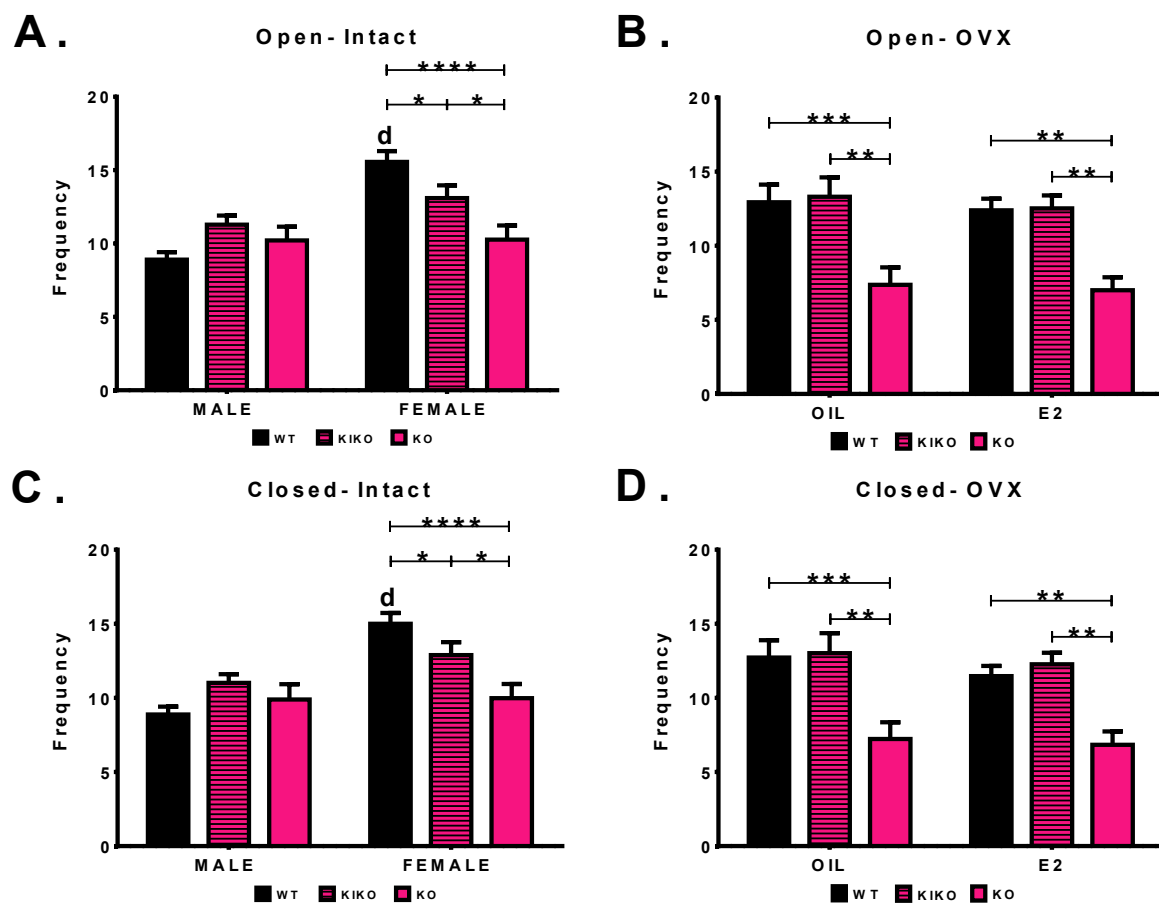 A.
Open- Intact
****
*
*
d
20
15
10
5
0
Frequency
MALE
FEMALE
WT
KIKO
KO
B.
Open- OVX
***
**
**
**
20
15
10
5
0
Frequency
OIL
E2
WT
KIKO
KO
C.
Closed- Intact
****
*
*
d
20
15
10
5
0
Frequency
MALE
FEMALE
WT
KIKO
KO
D.
Closed- OVX
***
**
**
**
20
15
10
5
0
Frequency
OIL
E2
WT
KIKO
KO